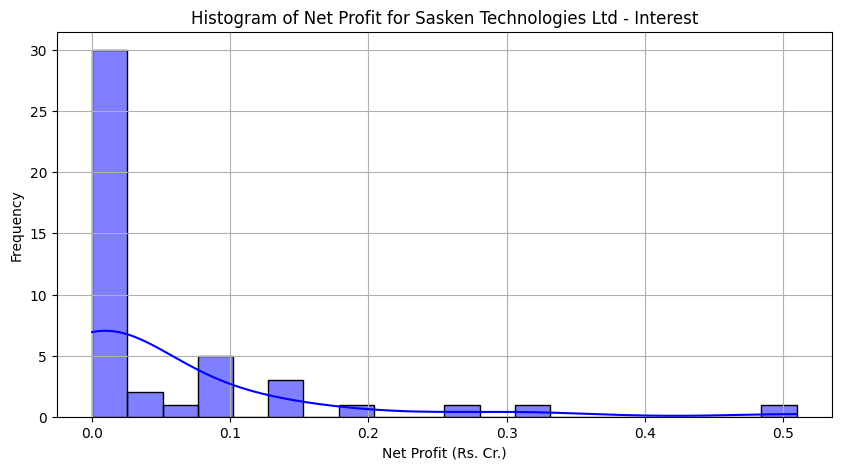 Histogram of Net Profit for Sasken Technologies Ltd - Interest
30
25
20
15
10
5
0
Frequency
0.0 0.1 0.2 0.3 0.4 0.5
Net Profit (Rs. Cr.)